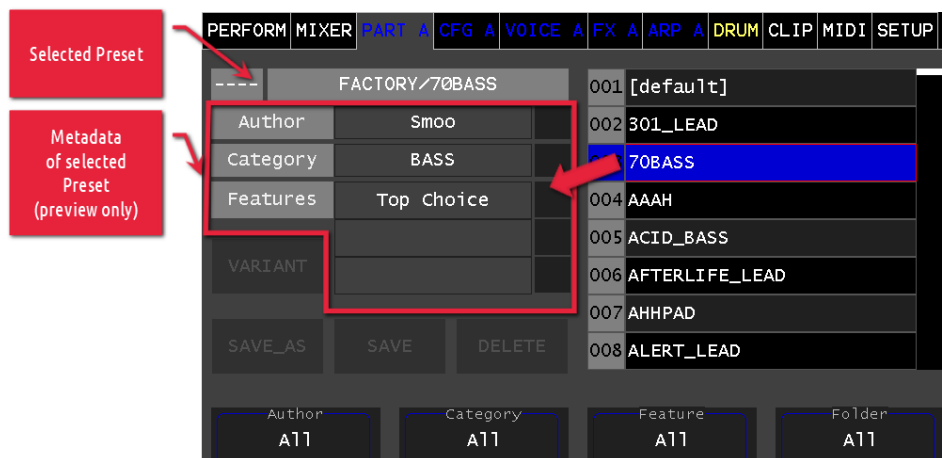 Selected Preset
Metadata
of selected
Preset
(preview only)
PERFORM MIXER PART A CFG A VOICE A FX A ARP A DRUM CLIP MIDI SETUP
---- FACTORY/70BASS
Author Smoo
Category BASS
Features Top Choice
VARIANT
SAVE_AS SAVE DELETE
001 [default]
002 301_LEAD
70BASS
004 AAAH
005 ACID_BASS
006 AFTERLIFE_LEAD
007 AHHPAD
008 ALERT_LEAD
Author Category Feature Folder
All All All All